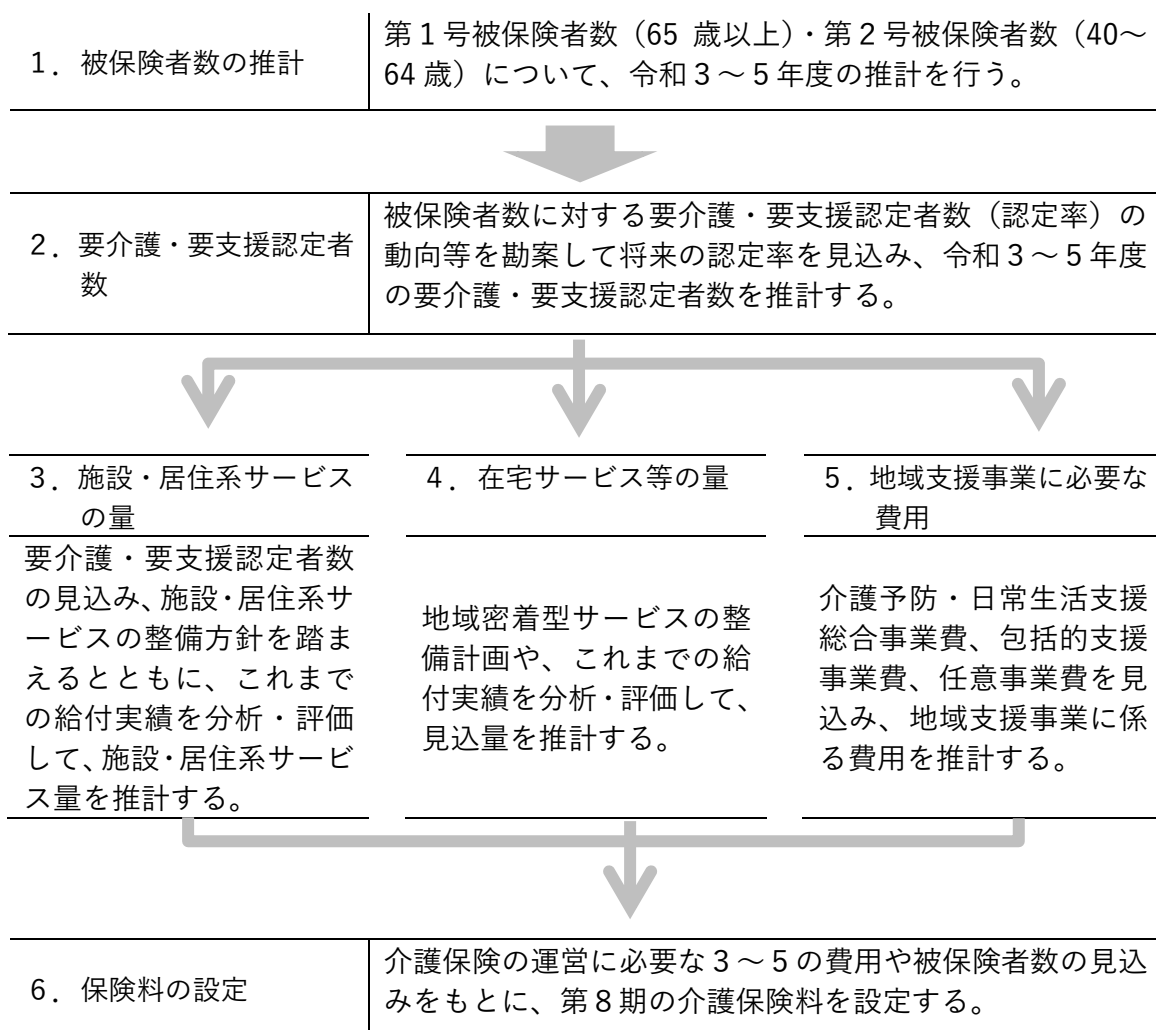 1．被保険者数の推計
第１号被保険者数（65 歳以上）・第２号被保険者数（40～
64 歳）について、令和３～５年度の推計を行う。
2．要介護・要支援認定者
数
被保険者数に対する要介護・要支援認定者数（認定率）の
動向等を勘案して将来の認定率を見込み、令和３～５年度
の要介護・要支援認定者数を推計する。
3．施設・居住系サービス
の量
要介護・要支援認定者数
の見込み、施設・居住系サ
ービスの整備方針を踏ま
えるとともに、これまで
の給付実績を分析・評価
して、施設・居住系サービ
ス量を推計する。
4．在宅サービス等の量
地域密着型サービスの整
備計画や、これまでの給
付実績を分析・評価して、
見込量を推計する。
5．地域支援事業に必要な
費用
介護予防・日常生活支援
総合事業費、包括的支援
事業費、任意事業費を見
込み、地域支援事業に係
る費用を推計する。
6．保険料の設定
介護保険の運営に必要な３～５の費用や被保険者数の見込
みをもとに、第８期の介護保険料を設定する。